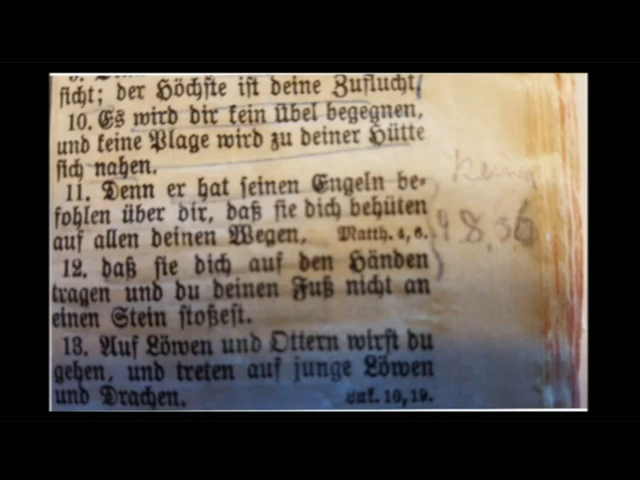 sicht; der Höchste ist deine Zuflucht.
10. Es wird dir kein Übel begegnen,
und keine Plage wird zu deiner Hütte
sich nahen.
11. Denn er hat seinen Engeln be-
fohlen über dir, daß sie dich behüten
auf allen deinen Wegen, Matth. 4, 6.
12. daß sie dich auf den Händen
tragen und du deinen Fuß nicht an
einen Stein stoßest.
13. Auf Löwen und Ottern wirst du
gehen, und treten auf junge Löwen
und Drachen. Luk. 10, 19.